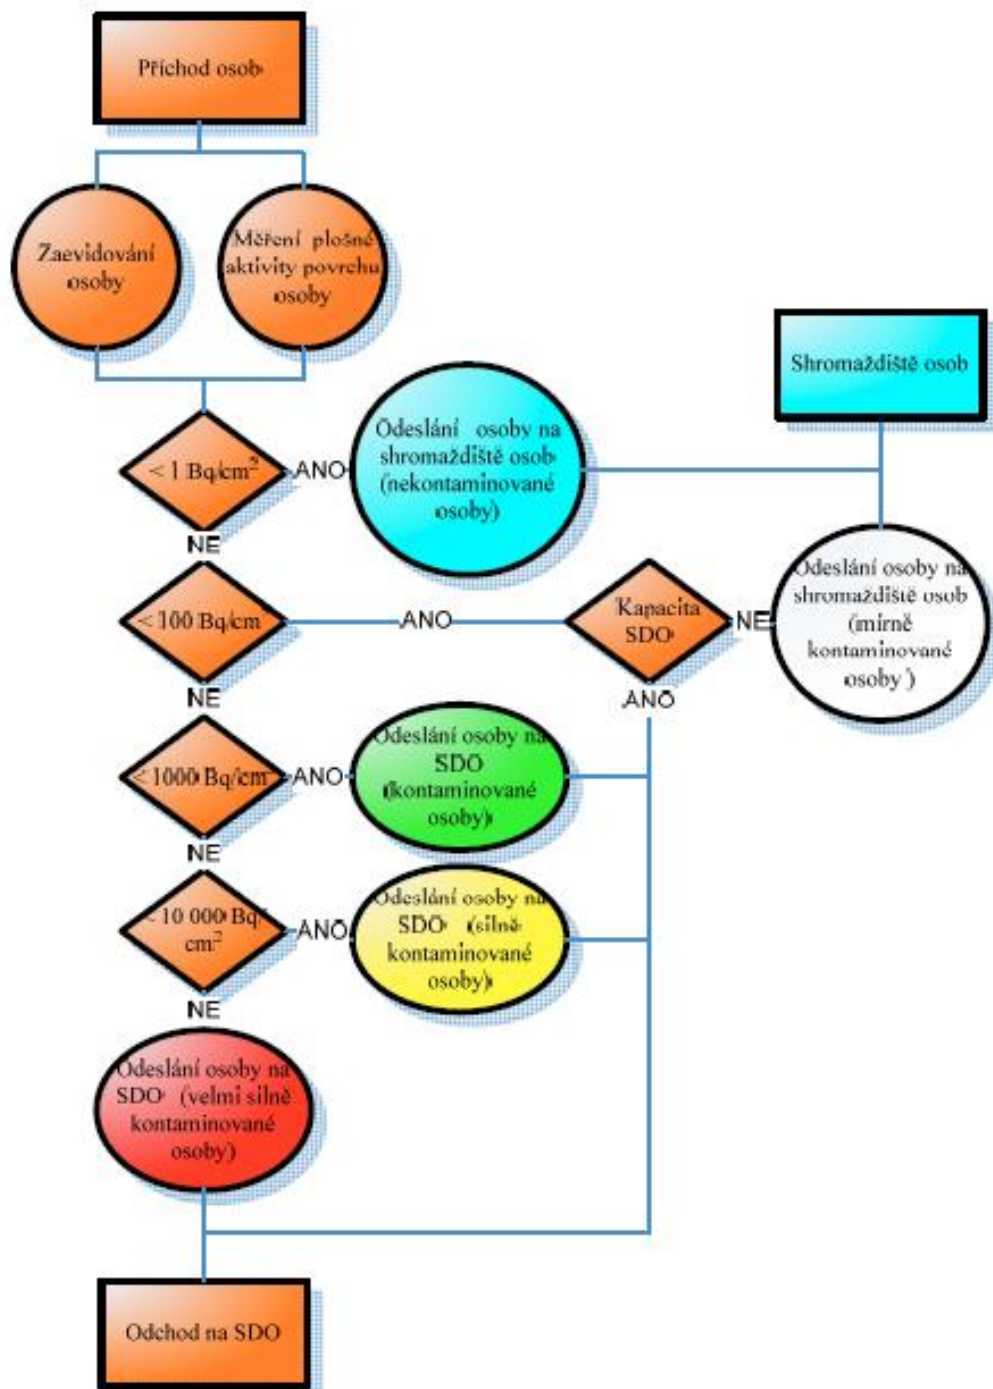 Příchod osob
Zaevidování
osoby
Měření plošné
aktivity povrchu
osoby
Shromaždiště osob
< 1 Bq/cm²
ANO
Odeslání osoby na
shromaždiště osob
(nekontaminované
osoby)
NE
< 100 Bq/cm
ANO
Kapacita
SDO
NE
Odeslání osoby na
shromaždiště osob
(mírně
kontaminované
osoby )
NE
ANO
< 1000 Bq/cm
ANO
Odeslání osoby na
SDO
(kontaminované
osoby)
NE
< 10 000 Bq/
cm²
ANO
Odeslání osoby na
SDO (silně
kontaminované
osoby)
NE
Odeslání osoby na
SDO (velmi silně
kontaminované
osoby)
Odchod na SDO